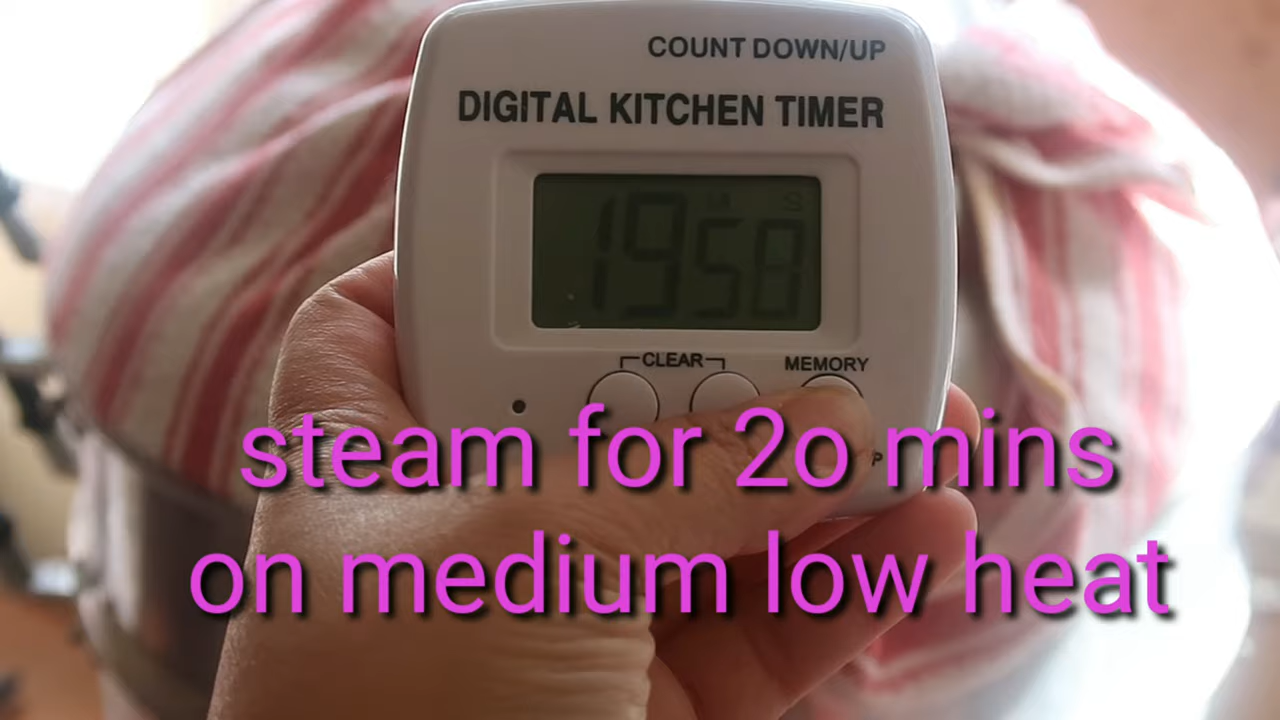 COUNT DOWN/UP
DIGITAL KITCHEN TIMER
M S
1958
CLEAR
MEMORY
P
steam for 2o mins
on medium low heat